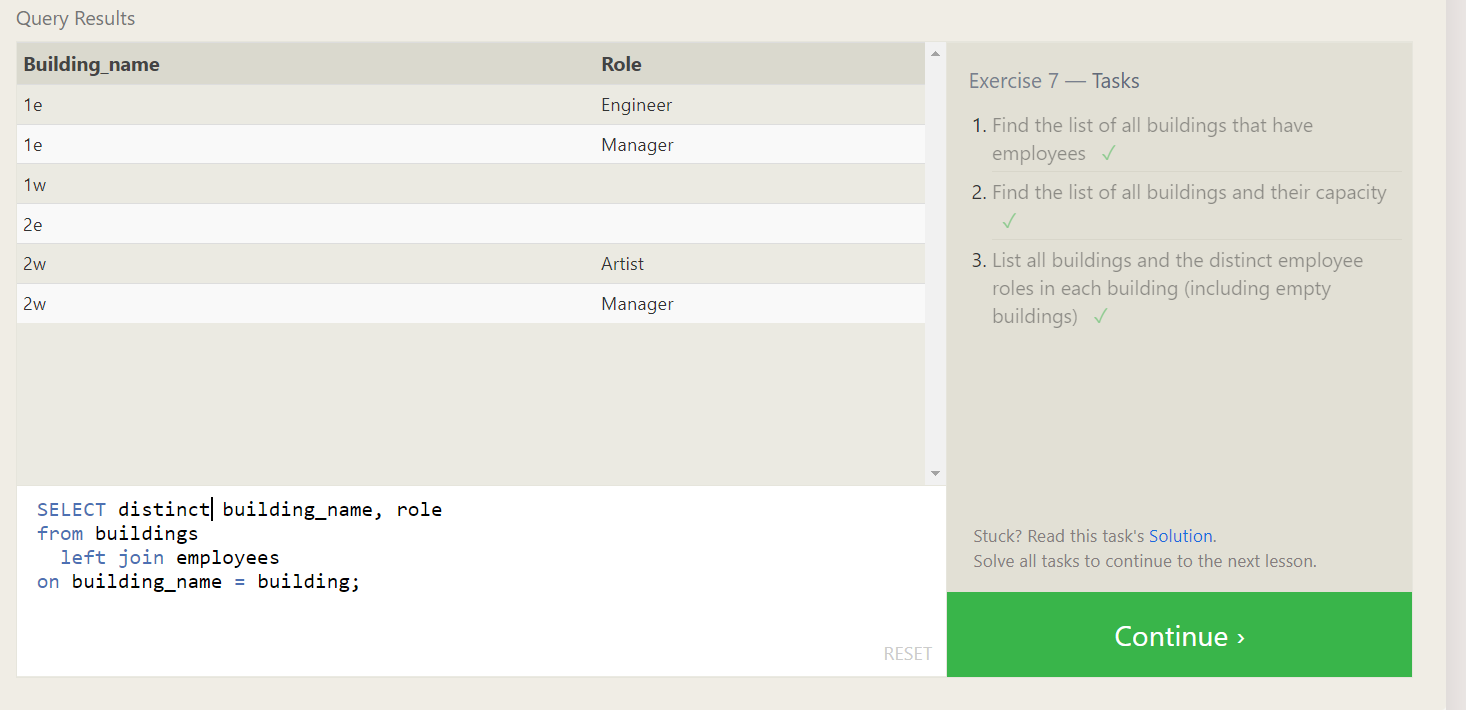 Query Results
Building_name Role
1e Engineer
1e Manager
1w
2e
2w Artist
2w Manager
SELECT distinct building_name, role
from buildings
left join employees
on building_name = building;
RESET
Exercise 7 — Tasks
1. Find the list of all buildings that have
employees ✓
2. Find the list of all buildings and their capacity
✓
3. List all buildings and the distinct employee
roles in each building (including empty
buildings) ✓
Stuck? Read this task's Solution.
Solve all tasks to continue to the next lesson.
Continue ›